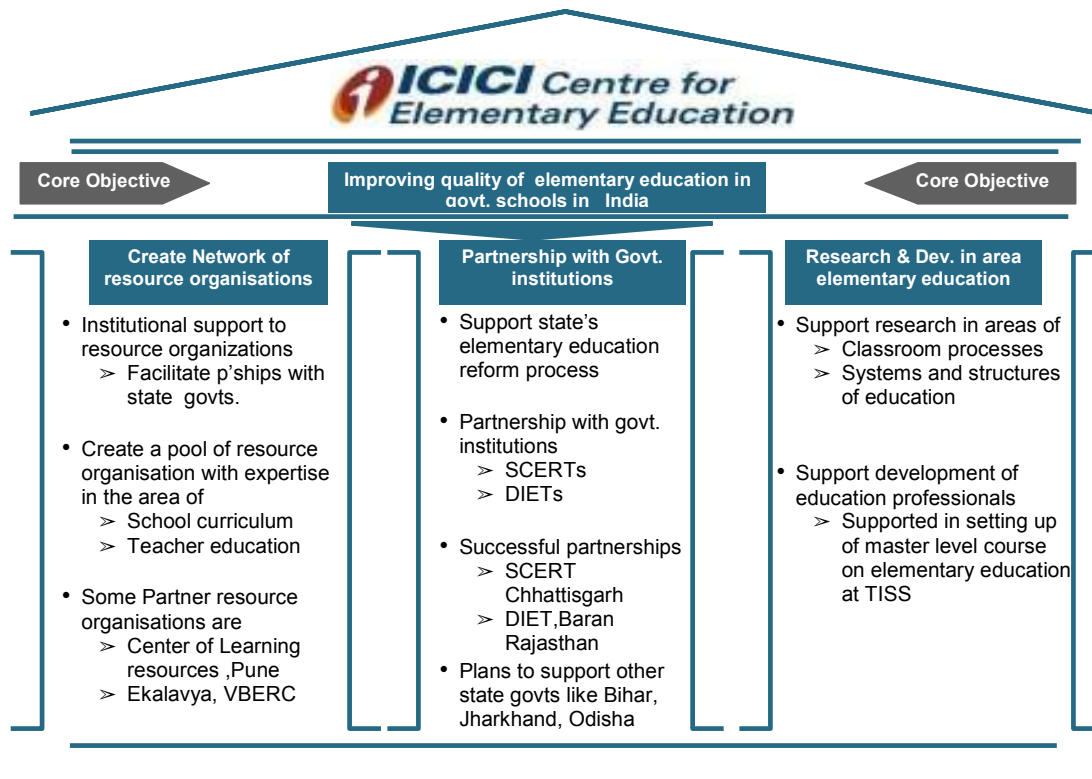 ICICI Centre for
Elementary Education
Core Objective
Improving quality of elementary education in
govt. schools in India
Core Objective
Create Network of
resource organisations
• Institutional support to
resource organizations
➢ Facilitate p'ships with
state govts.
• Create a pool of resource
organisation with expertise
in the area of
➢ School curriculum
➢ Teacher education
• Some Partner resource
organisations are
➢ Center of Learning
resources ,Pune
➢ Ekalavya, VBERC
Partnership with Govt.
institutions
• Support state's
elementary education
reform process
• Partnership with govt.
institutions
➢ SCERTs
➢ DIETs
• Successful partnerships
➢ SCERT
Chhattisgarh
➢ DIET,Baran
Rajasthan
• Plans to support other
state govts like Bihar,
Jharkhand, Odisha
Research & Dev. in area
elementary education
• Support research in areas of
➢ Classroom processes
➢ Systems and structures
of education
• Support development of
education professionals
➢ Supported in setting up
of master level course
on elementary education
at TISS